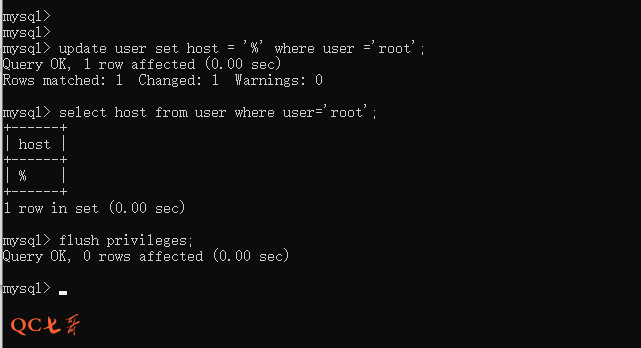 mysql>
mysql>
mysql> update user set host = '%' where user ='root';
Query OK, 1 row affected (0.00 sec)
Rows matched: 1  Changed: 1  Warnings: 0
mysql> select host from user where user='root';
+------+
| host |
+------+
| %    |
+------+
1 row in set (0.00 sec)
mysql> flush privileges;
Query OK, 0 rows affected (0.00 sec)
mysql> _
QC七哥